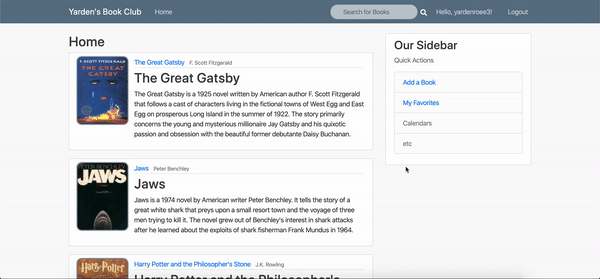 Yarden's Book Club Home Search for Books Hello, yardenroee3! Logout
Home
F. SCOTT FITZGERALD
THE GREAT GATSBY
The Great Gatsby F. Scott Fitzgerald
The Great Gatsby
The Great Gatsby is a 1925 novel written by American author F. Scott Fitzgerald
that follows a cast of characters living in the fictional towns of West Egg and East
Egg on prosperous Long Island in the summer of 1922. The story primarily
concerns the young and mysterious millionaire Jay Gatsby and his quixotic
passion and obsession with the beautiful former debutante Daisy Buchanan.
PETER BENCHLEY
JAWS
Jaws Peter Benchley
Jaws
Jaws is a 1974 novel by American writer Peter Benchley. It tells the story of a
great white shark that preys upon a small resort town and the voyage of three
men trying to kill it. The novel grew out of Benchley's interest in shark attacks
after he learned about the exploits of shark fisherman Frank Mundus in 1964.
Harry Potter
Harry Potter and the Philosopher's Stone J.K. Rowling
Harry Potter and the Philosopher's
Our Sidebar
Quick Actions
Add a Book
My Favorites
Calendars
etc